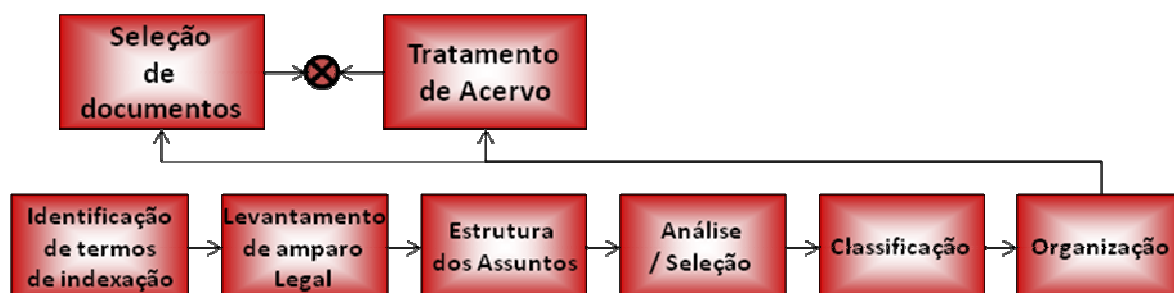 Seleção
de
documentos
Tratamento
de Acervo
Identificação
de termos
de indexação
Levantamento
de amparo
Legal
Estrutura
dos Assuntos
Análise
/ Seleção
Classificação
Organização